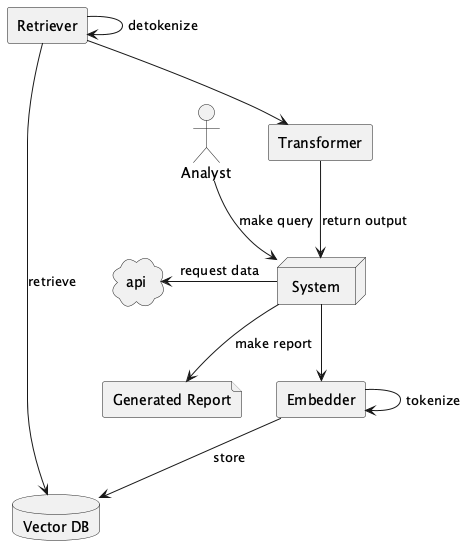 Retriever
detokenize
Transformer
Analyst
make query
return output
api
request data
System
retrieve
make report
Generated Report
Embedder
tokenize
store
Vector DB